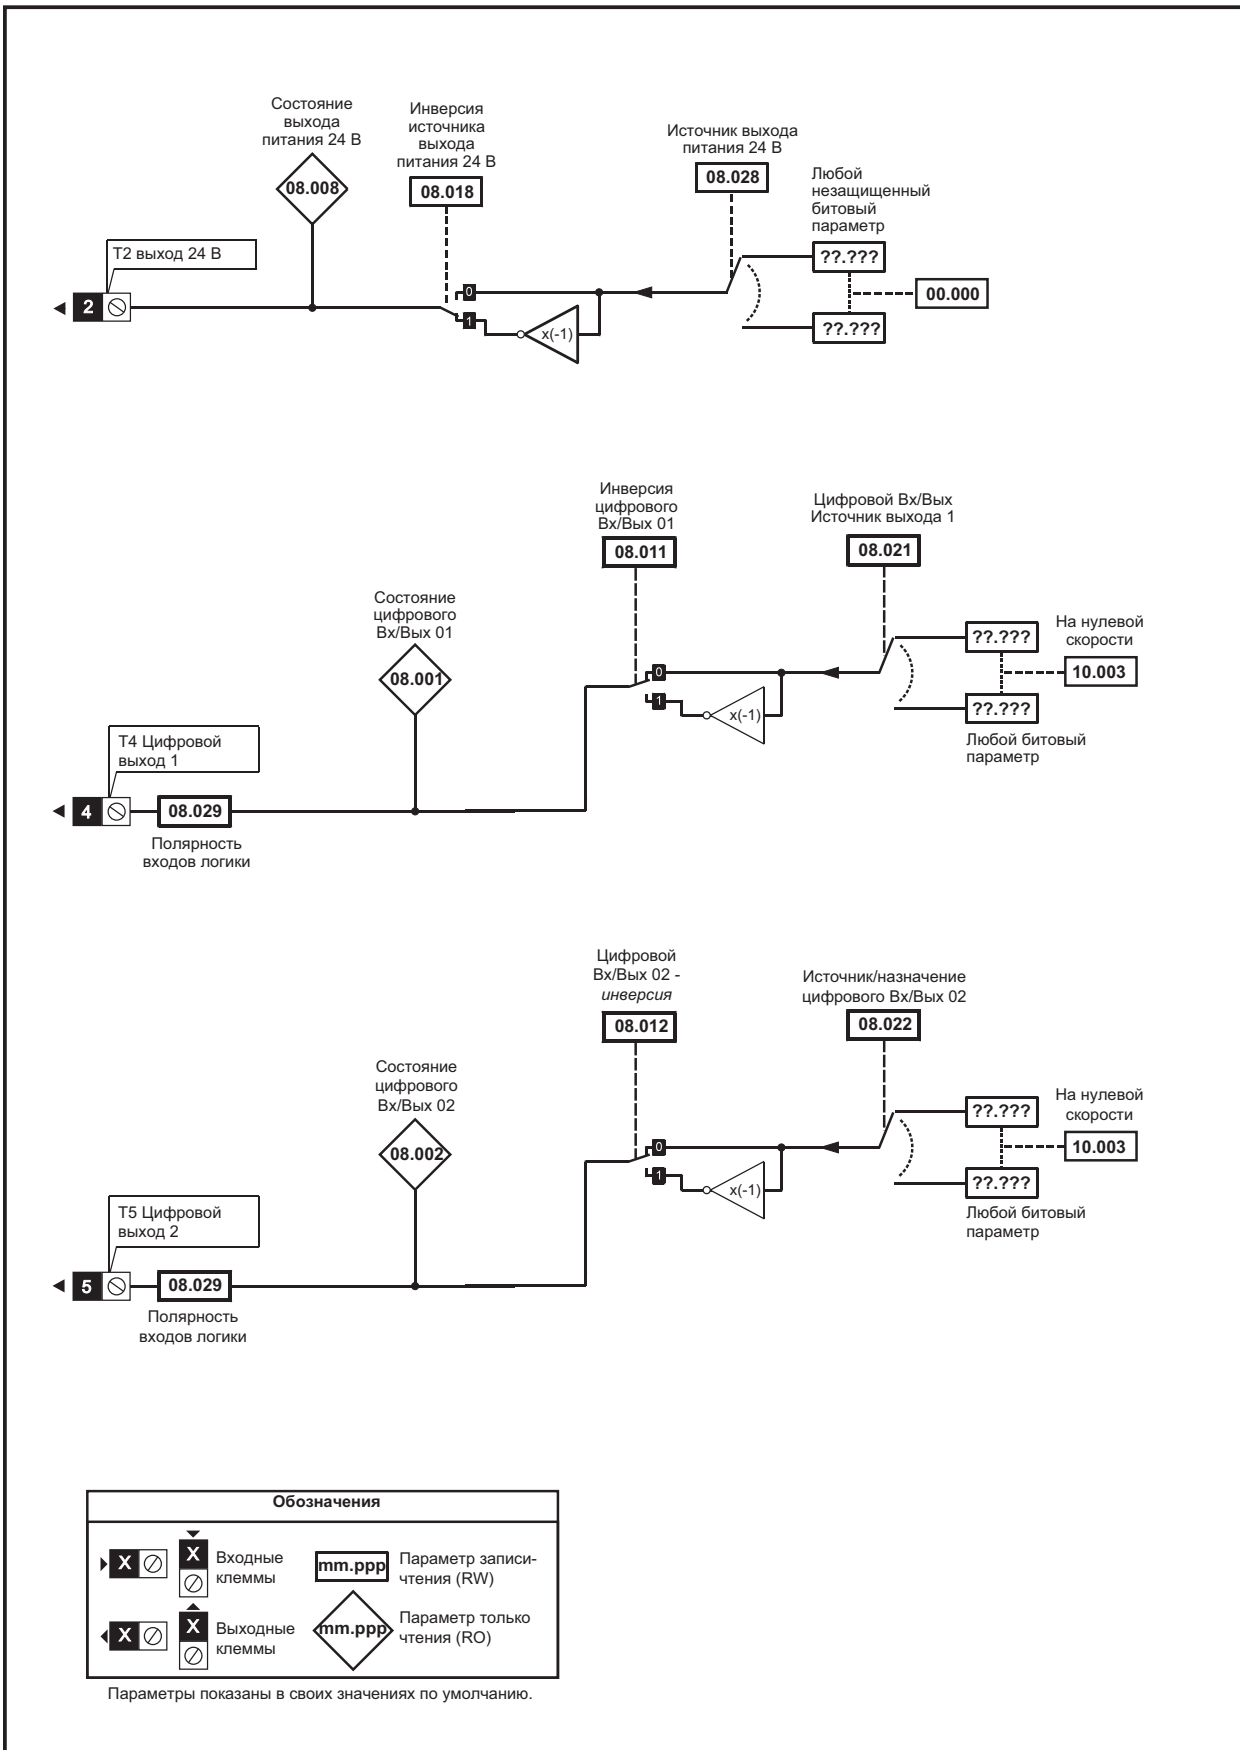 Состояние
выхода
питания 24 В
08.008
Инверсия
источника
выхода
питания 24 В
08.018
Источник выхода
питания 24 В
08.028
Любой
незащищенный
битовый
параметр
??.???
00.000
??.???
T2 выход 24 В
2
0
1
x(-1)
Инверсия
цифрового
Вх/Вых 01
08.011
Цифровой Вх/Вых
Источник выхода 1
08.021
Состояние
цифрового
Вх/Вых 01
08.001
??.???
На нулевой
скорости
10.003
??.???
Любой битовый
параметр
0
1
x(-1)
T4 Цифровой
выход 1
4
08.029
Полярность
входов логики
Цифровой
Вх/Вых 02 -
инверсия
08.012
Источник/назначение
цифрового Вх/Вых 02
08.022
Состояние
цифрового
Вх/Вых 02
08.002
??.???
На нулевой
скорости
10.003
??.???
Любой битовый
параметр
0
1
x(-1)
T5 Цифровой
выход 2
5
08.029
Полярность
входов логики
Обозначения
X
X
Входные
клеммы
mm.ppp
Параметр записи-
чтения (RW)
X
X
Выходные
клеммы
mm.ppp
Параметр только
чтения (RO)
Параметры показаны в своих значениях по умолчанию.